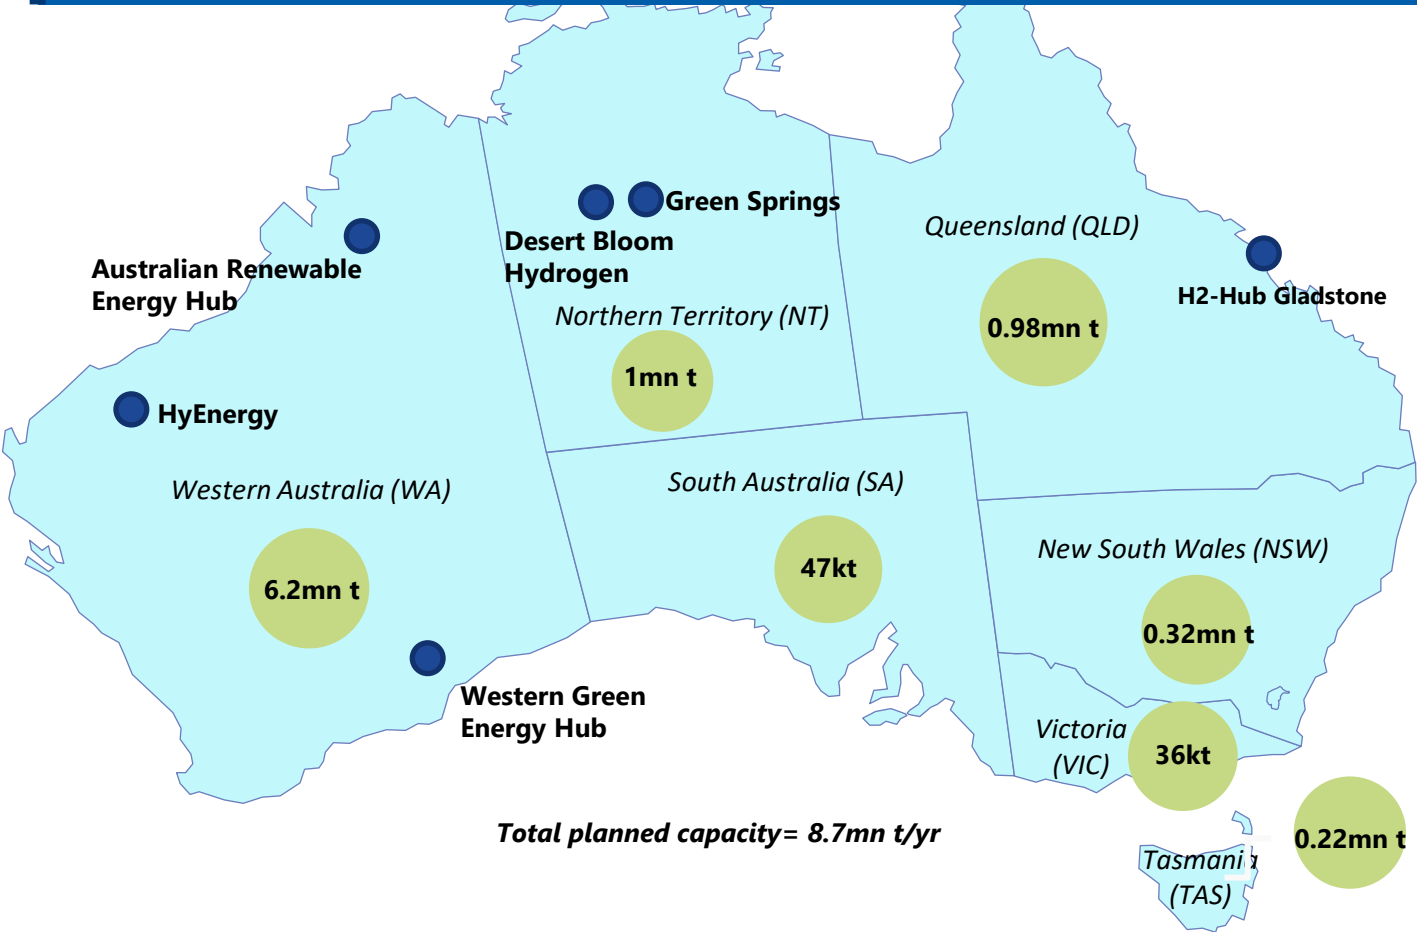 Green Springs
Desert Bloom
Hydrogen
Queensland (QLD)
Australian Renewable
Energy Hub
H2-Hub Gladstone
Northern Territory (NT)
0.98mn t
1mn t
HyEnergy
Western Australia (WA)
South Australia (SA)
New South Wales (NSW)
47kt
6.2mn t
0.32mn t
Western Green
Energy Hub
Victoria
(VIC)
36kt
Total planned capacity= 8.7mn t/yr
0.22mn t
Tasmania
(TAS)